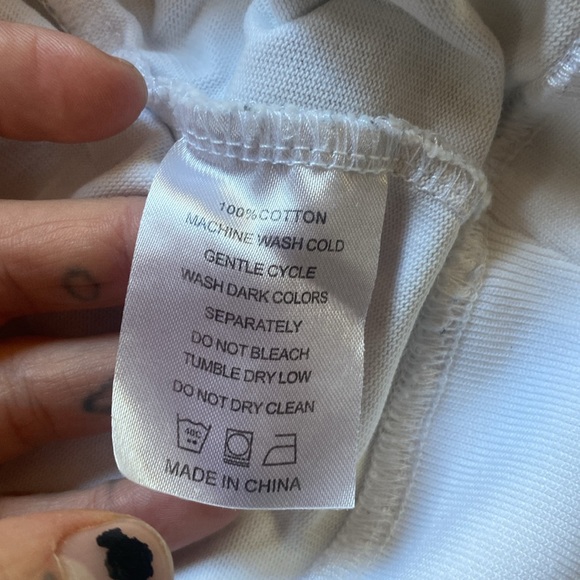 100%COTTON
MACHINE WASH COLD
GENTLE CYCLE
WASH DARK COLORS
SEPARATELY
DO NOT BLEACH
TUMBLE DRY LOW
DO NOT DRY CLEAN
40C
MADE IN CHINA